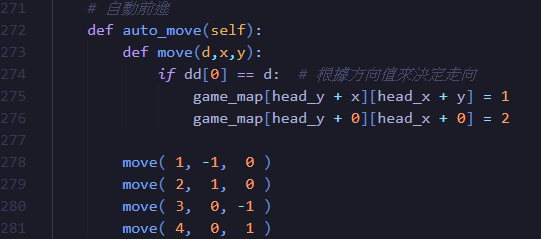 271 # 自動前進
272 def auto_move(self):
273 def move(d,x,y):
274 if dd[0] == d: # 根據方向值來決定走向
275 game_map[head_y + x][head_x + y] = 1
276 game_map[head_y + 0][head_x + 0] = 2
277
278 move( 1, -1, 0 )
279 move( 2, 1, 0 )
280 move( 3, 0, -1 )
281 move( 4, 0, 1 )